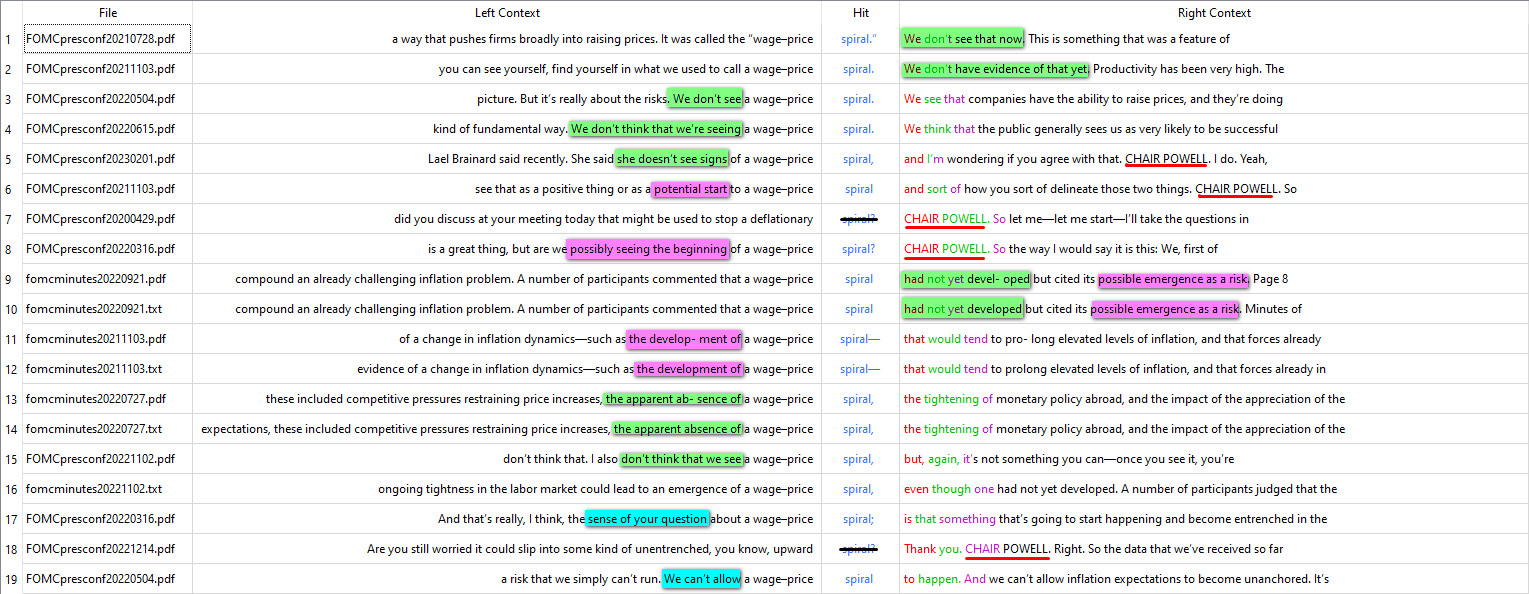 File Left Context Hit Right Context
1 FOMCpresconf20210728.pdf a way that pushes firms broadly into raising prices. It was called the “wage–price spiral.” We don’t see that now. This is something that was a feature of
2 FOMCpresconf20211103.pdf you can see yourself, find yourself in what we used to call a wage–price spiral. We don’t have evidence of that yet. Productivity has been very high. The
3 FOMCpresconf20220504.pdf picture. But it’s really about the risks. We don’t see a wage–price spiral. We see that companies have the ability to raise prices, and they’re doing
4 FOMCpresconf20220615.pdf kind of fundamental way. We don’t think that we’re seeing a wage–price spiral. We think that the public generally sees us as very likely to be successful
5 FOMCpresconf20230201.pdf Lael Brainard said recently. She said she doesn’t see signs of a wage–price spiral, and I’m wondering if you agree with that. CHAIR POWELL. I do. Yeah,
6 FOMCpresconf20211103.pdf see that as a positive thing or as a potential start to a wage–price spiral and sort of how you sort of delineate those two things. CHAIR POWELL. So
7 FOMCpresconf20200429.pdf did you discuss at your meeting today that might be used to stop a deflationary spiral? CHAIR POWELL. So let me—let me start—I’ll take the questions in
8 FOMCpresconf20220316.pdf is a great thing, but are we possibly seeing the beginning of a wage–price spiral? CHAIR POWELL. So the way I would say it is this: We, first of
9 fomcminutes20220921.pdf compound an already challenging inflation problem. A number of participants commented that a wage–price spiral had not yet devel- oped but cited its possible emergence as a risk. Page 8
10 fomcminutes20220921.txt compound an already challenging inflation problem. A number of participants commented that a wage–price spiral had not yet developed but cited its possible emergence as a risk. Minutes of
11 fomcminutes20211103.pdf of a change in inflation dynamics—such as the develop- ment of a wage–price spiral— that would tend to pro- long elevated levels of inflation, and that forces already
12 fomcminutes20211103.txt evidence of a change in inflation dynamics—such as the development of a wage–price spiral— that would tend to prolong elevated levels of inflation, and that forces already in
13 fomcminutes20220727.pdf these included competitive pressures restraining price increases, the apparent ab- sence of a wage–price spiral, the tightening of monetary policy abroad, and the impact of the appreciation of the
14 fomcminutes20220727.txt expectations, these included competitive pressures restraining price increases, the apparent absence of a wage–price spiral, the tightening of monetary policy abroad, and the impact of the appreciation of the
15 FOMCpresconf20221102.pdf don’t think that. I also don’t think that we see a wage–price spiral, but, again, it’s not something you can—once you see it, you’re
16 fomcminutes20221102.txt ongoing tightness in the labor market could lead to an emergence of a wage–price spiral, even though one had not yet developed. A number of participants judged that the
17 FOMCpresconf20220316.pdf And that’s really, I think, the sense of your question about a wage–price spiral; is that something that’s going to start happening and become entrenched in the
18 FOMCpresconf20221214.pdf Are you still worried it could slip into some kind of unentrenched, you know, upward spiral? Thank you. CHAIR POWELL. Right. So the data that we’ve received so far
19 FOMCpresconf20220504.pdf a risk that we simply can’t run. We can’t allow a wage–price spiral to happen. And we can’t allow inflation expectations to become unanchored. It’s